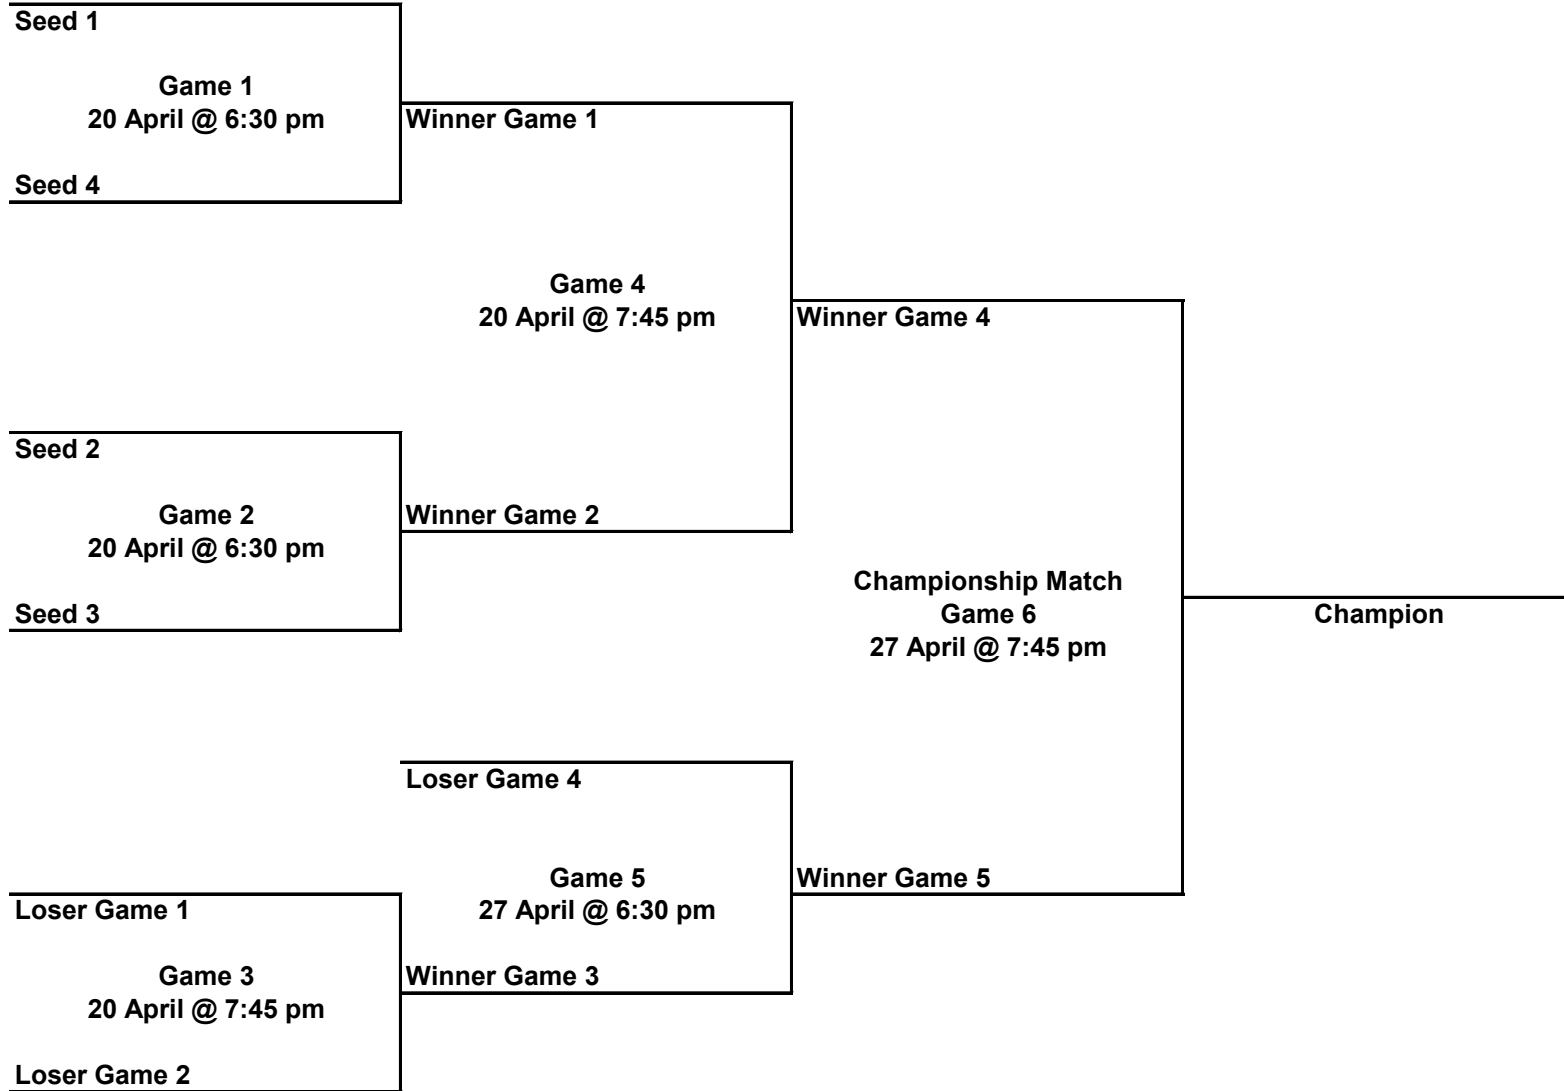 Seed 1
Game 1
20 April @ 6:30 pm
Winner Game 1
Seed 4
Game 4
20 April @ 7:45 pm
Winner Game 4
Seed 2
Game 2
20 April @ 6:30 pm
Winner Game 2
Seed 3
Championship Match
Game 6
27 April @ 7:45 pm
Champion
Loser Game 4
Game 5
27 April @ 6:30 pm
Winner Game 5
Loser Game 1
Game 3
20 April @ 7:45 pm
Winner Game 3
Loser Game 2